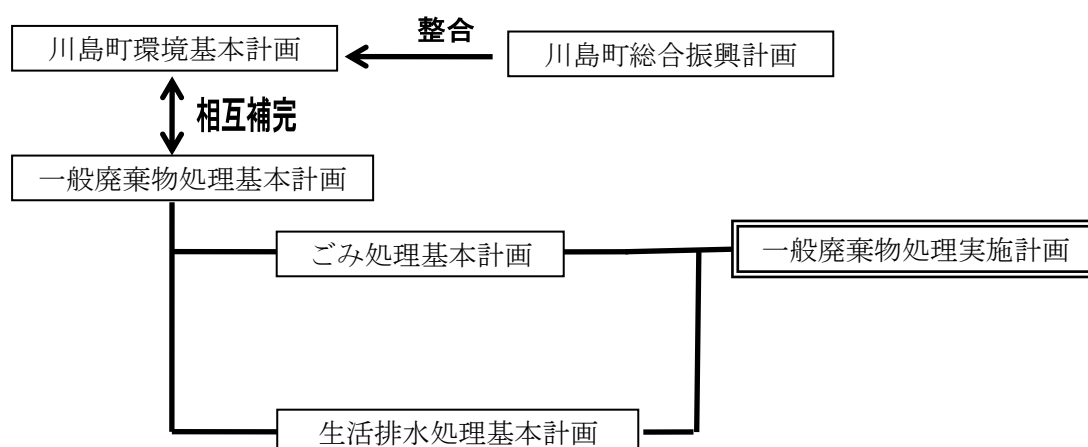 整合
川島町環境基本計画
川島町総合振興計画
相互補完
一般廃棄物処理基本計画
ごみ処理基本計画
一般廃棄物処理実施計画
生活排水処理基本計画